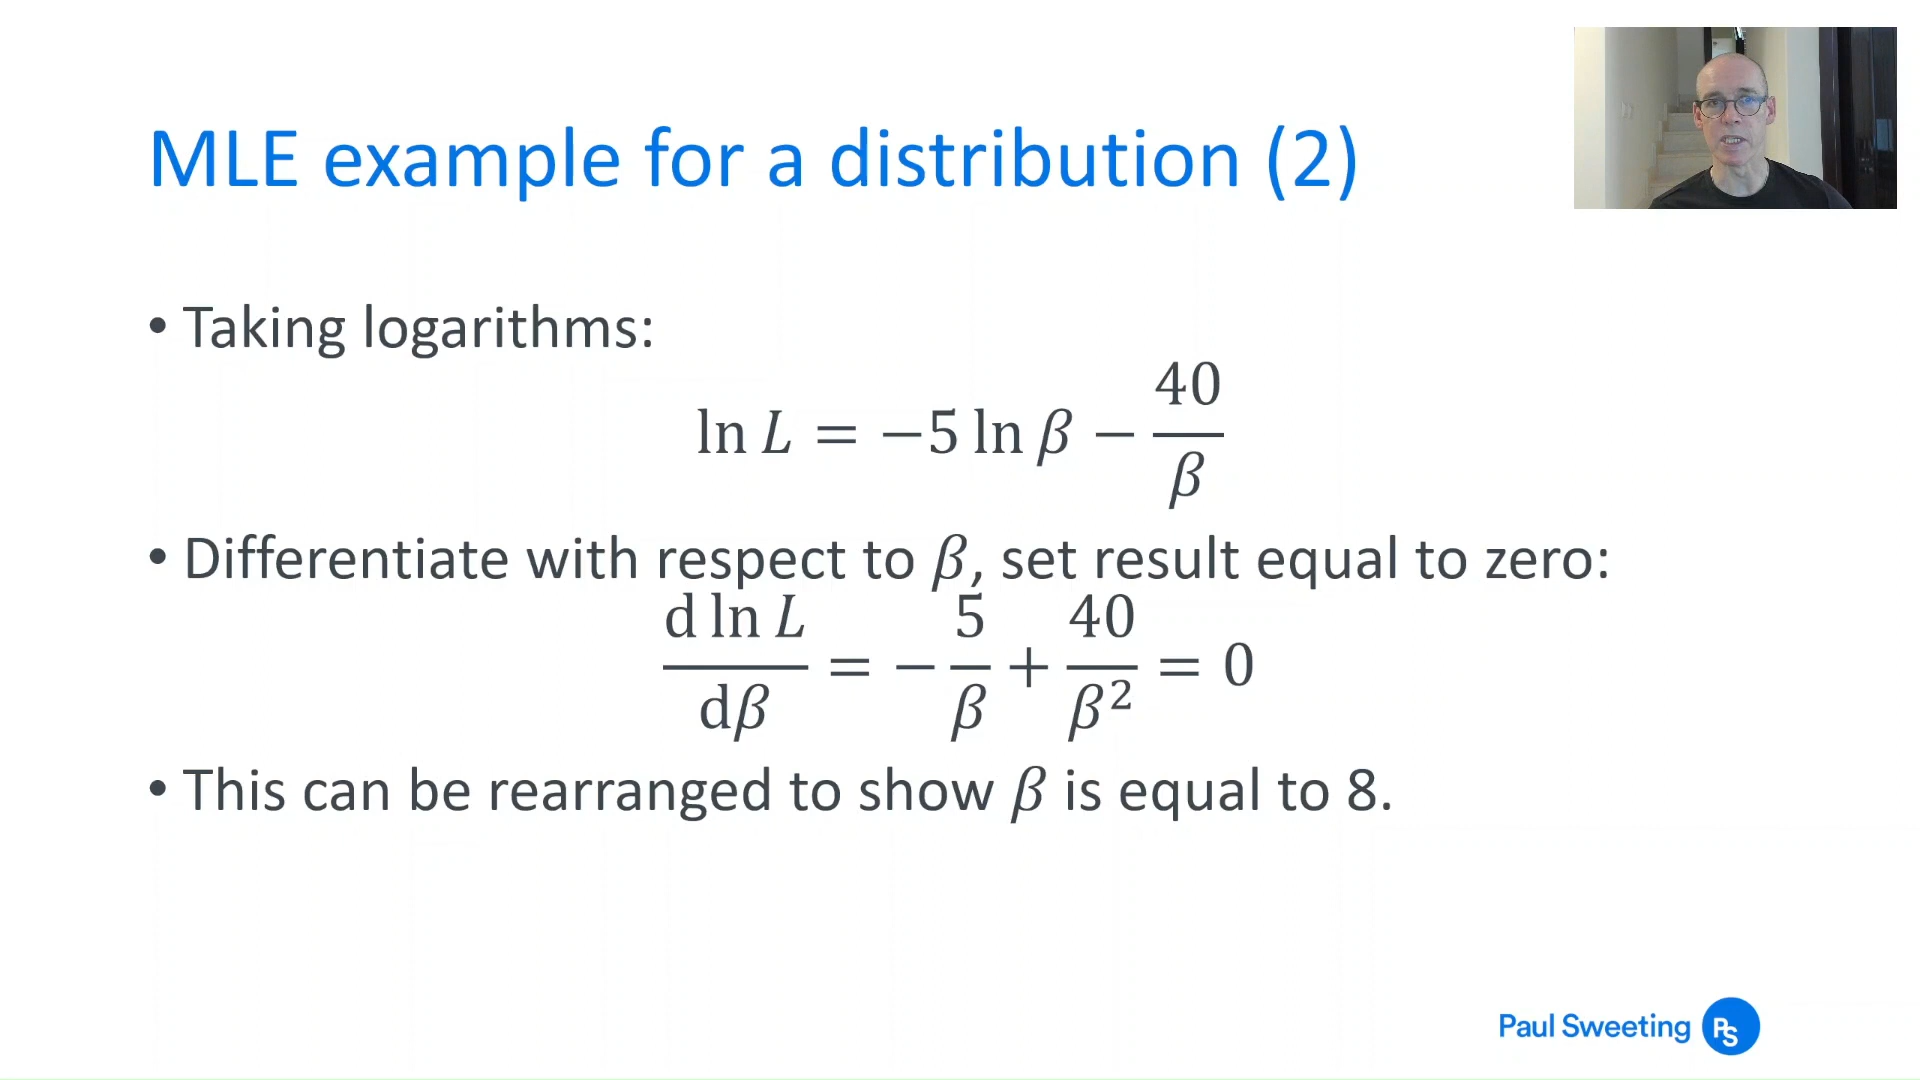 MLE example for a distribution (2)
• Taking logarithms:
ln L = −5 ln β − 40/β
• Differentiate with respect to β, set result equal to zero:
d ln L/dβ = −5/β + 40/β² = 0
• This can be rearranged to show β is equal to 8.
Paul Sweeting PS